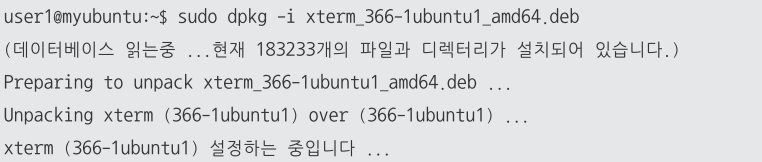 user1@myubuntu:~$ sudo dpkg -i xterm_366-1ubuntu1_amd64.deb
(데이터베이스 읽는중 ...현재 183233개의 파일과 디렉터리가 설치되어 있습니다.)
Preparing to unpack xterm_366-1ubuntu1_amd64.deb ...
Unpacking xterm (366-1ubuntu1) over (366-1ubuntu1) ...
xterm (366-1ubuntu1) 설정하는 중입니다 ...